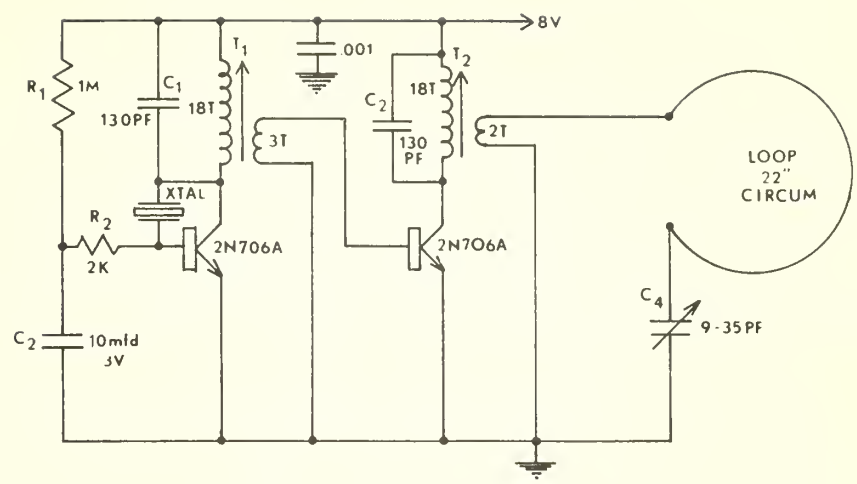 8V
T1
.001
T2
R1
1M
C1
18T
130PF
3T
C2
18T
130
PF
2T
LOOP
22"
CIRCUM
XTAL
R2
2K
2N706A
2N706A
C4
9-35PF
C2
10mfd
3V